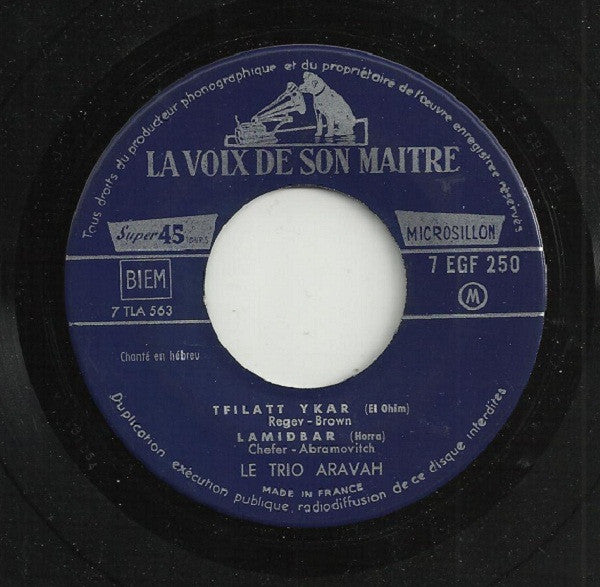 Tous droits du producteur phonographique et du propriétaire de l'œuvre enregistrée réservés
LA VOIX DE SON MAITRE
Super 45 TOURS
MICROSILLON
BIEM
7 EGF 250
7 TLA 563
M
Chanté en hébreu
TFILATT YKAR (El Ohim)
Regev - Brown
LAMIDBAR (Horra)
Chefer - Abramovitch
LE TRIO ARAVAH
MADE IN FRANCE
Duplication exécution publique, radiodiffusion de ce disque interdites